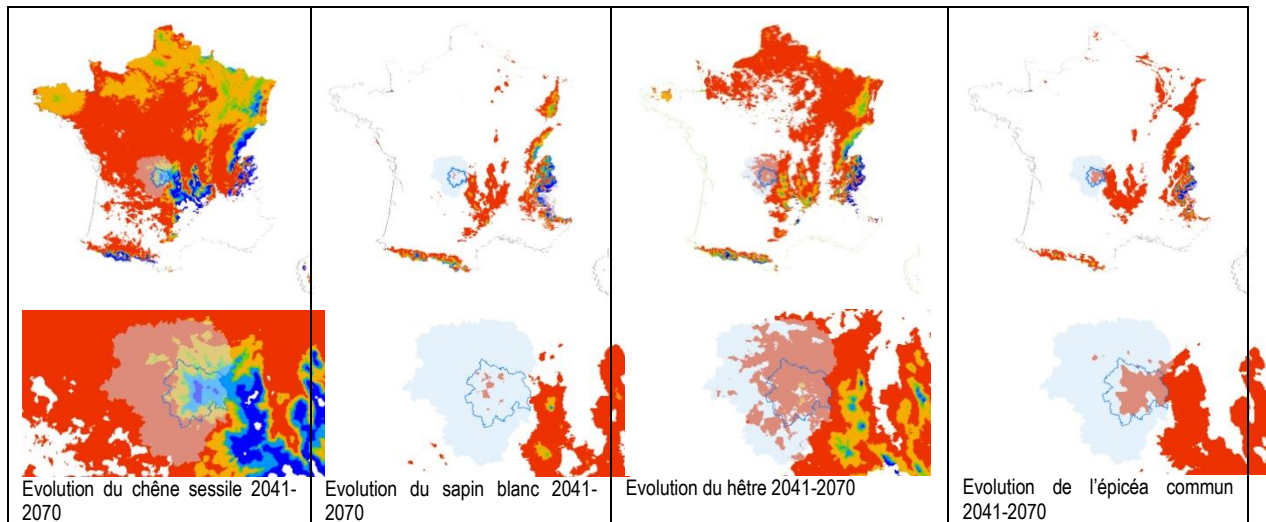 Evolution du chêne sessile 2041-
2070
Evolution du sapin blanc 2041-
2070
Evolution du hêtre 2041-2070
Evolution de l'épicéa commun
2041-2070